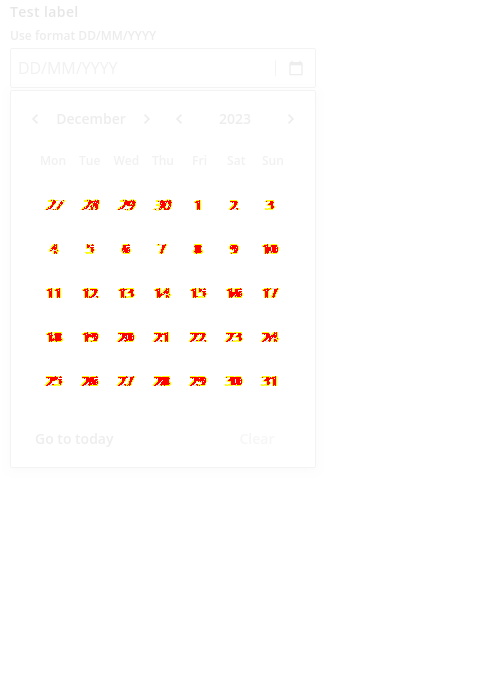 Test label
Use format DD/MM/YYYY
DD/MM/YYYY
December 2023
Mon Tue Wed Thu Fri Sat Sun
27 28 29 30 1 2 3
4 5 6 7 8 9 10
11 12 13 14 15 16 17
18 19 20 21 22 23 24
25 26 27 28 29 30 31
Go to today Clear